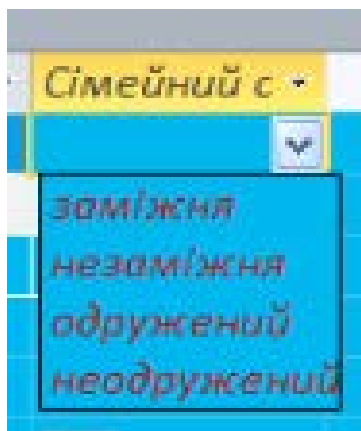 Сімейний с
заміжня
незаміжня
одружений
неодружений